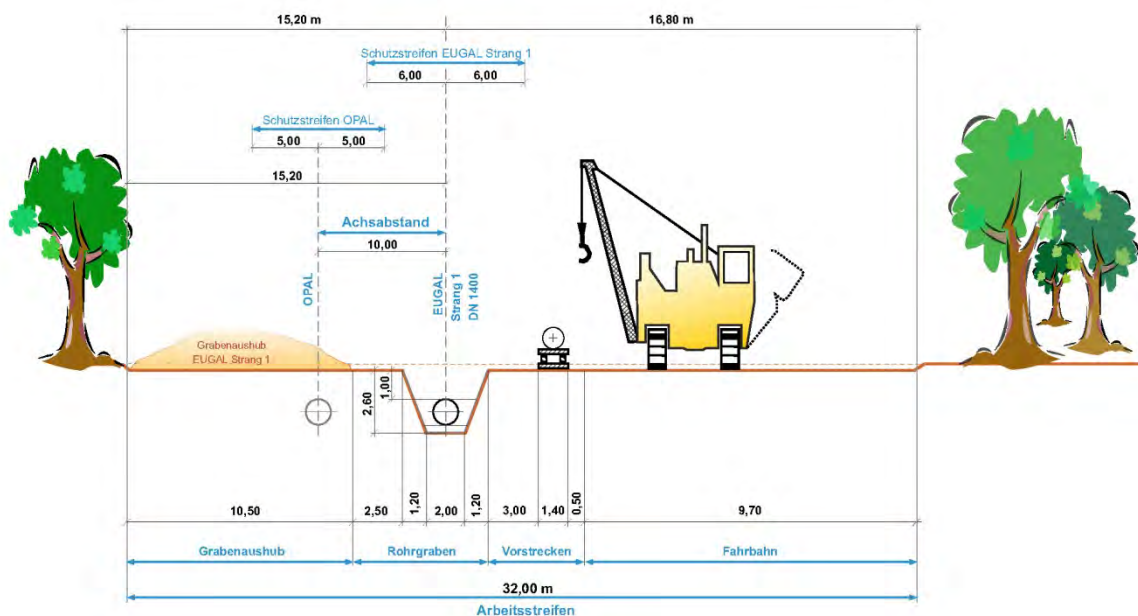 15,20 m
16,80 m
Schutzstreifen EUGAL Strang 1
6,00
6,00
Schutzstreifen OPAL
5,00
5,00
15,20
Achsabstand
10,00
OPAL
EUGAL
Strang 1
DN 1400
Grabenaushub
EUGAL Strang 1
1,00
2,60
10,50
2,50
1,20
2,00
1,20
3,00
1,40
0,50
9,70
Grabenaushub
Rohrgraben
Vorstrecken
Fahrbahn
32,00 m
Arbeitsstreifen